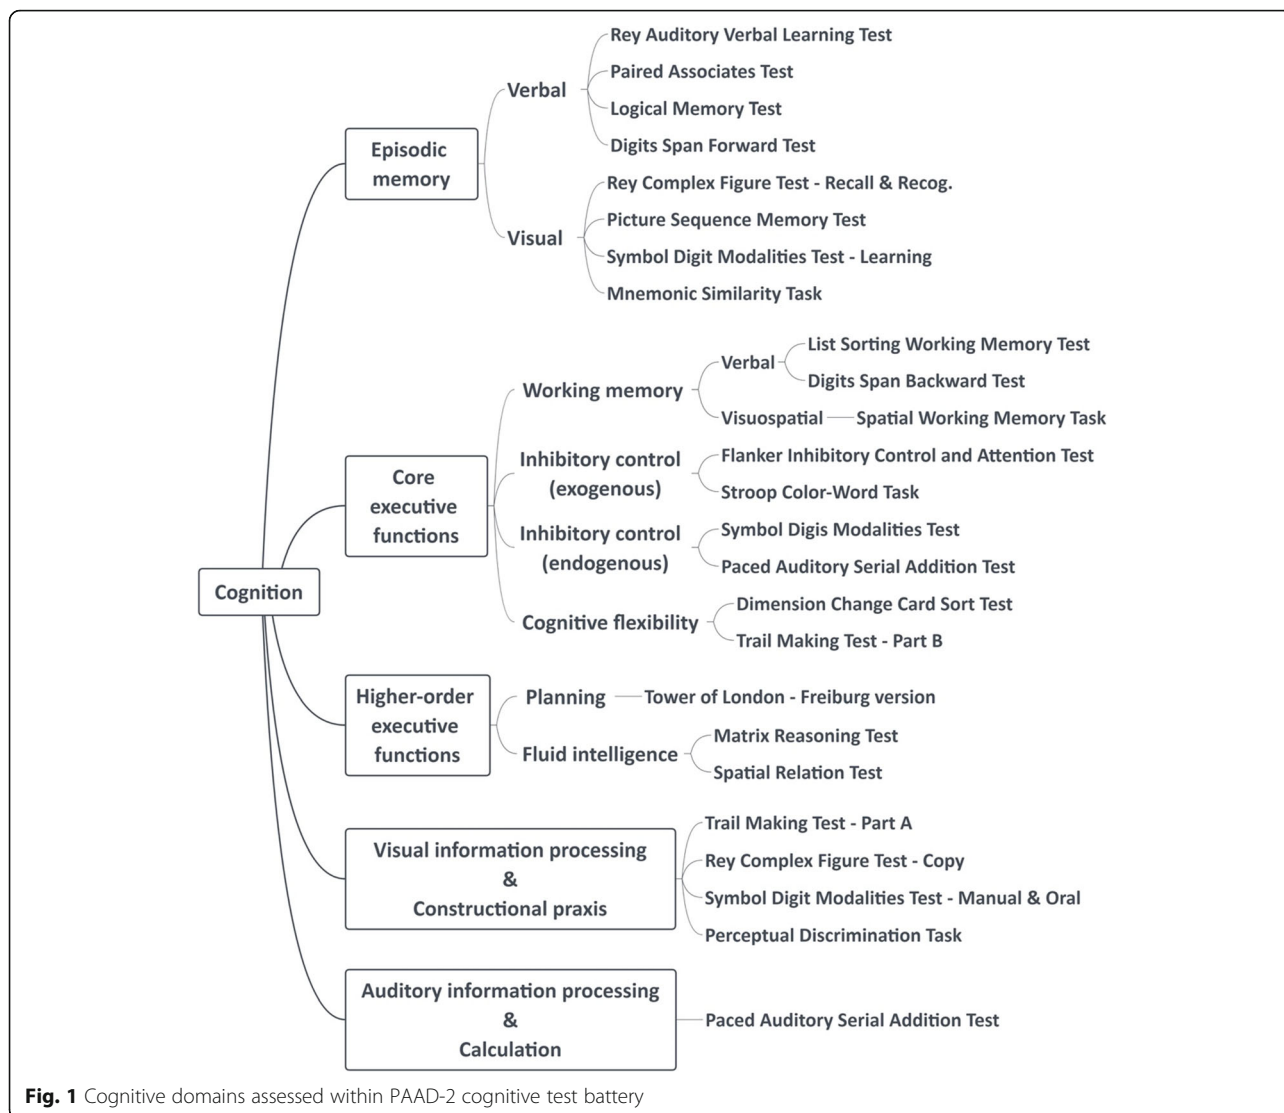 Rey Auditory Verbal Learning Test
Paired Associates Test
Verbal
Logical Memory Test
Digits Span Forward Test
Episodic
memory
Rey Complex Figure Test - Recall & Recog.
Picture Sequence Memory Test
Visual
Symbol Digit Modalities Test - Learning
Mnemonic Similarity Task
List Sorting Working Memory Test
Verbal
Digits Span Backward Test
Working memory
Visuospatial
Spatial Working Memory Task
Inhibitory control
(exogenous)
Flanker Inhibitory Control and Attention Test
Stroop Color-Word Task
Core
executive
functions
Inhibitory control
(endogenous)
Symbol Digis Modalities Test
Paced Auditory Serial Addition Test
Cognition
Dimension Change Card Sort Test
Cognitive flexibility
Trail Making Test - Part B
Higher-order
executive
functions
Planning
Tower of London - Freiburg version
Fluid intelligence
Matrix Reasoning Test
Spatial Relation Test
Visual information processing
&
Constructional praxis
Trail Making Test - Part A
Rey Complex Figure Test - Copy
Symbol Digit Modalities Test - Manual & Oral
Perceptual Discrimination Task
Auditory information processing
&
Calculation
Paced Auditory Serial Addition Test
Fig. 1 Cognitive domains assessed within PAAD-2 cognitive test battery